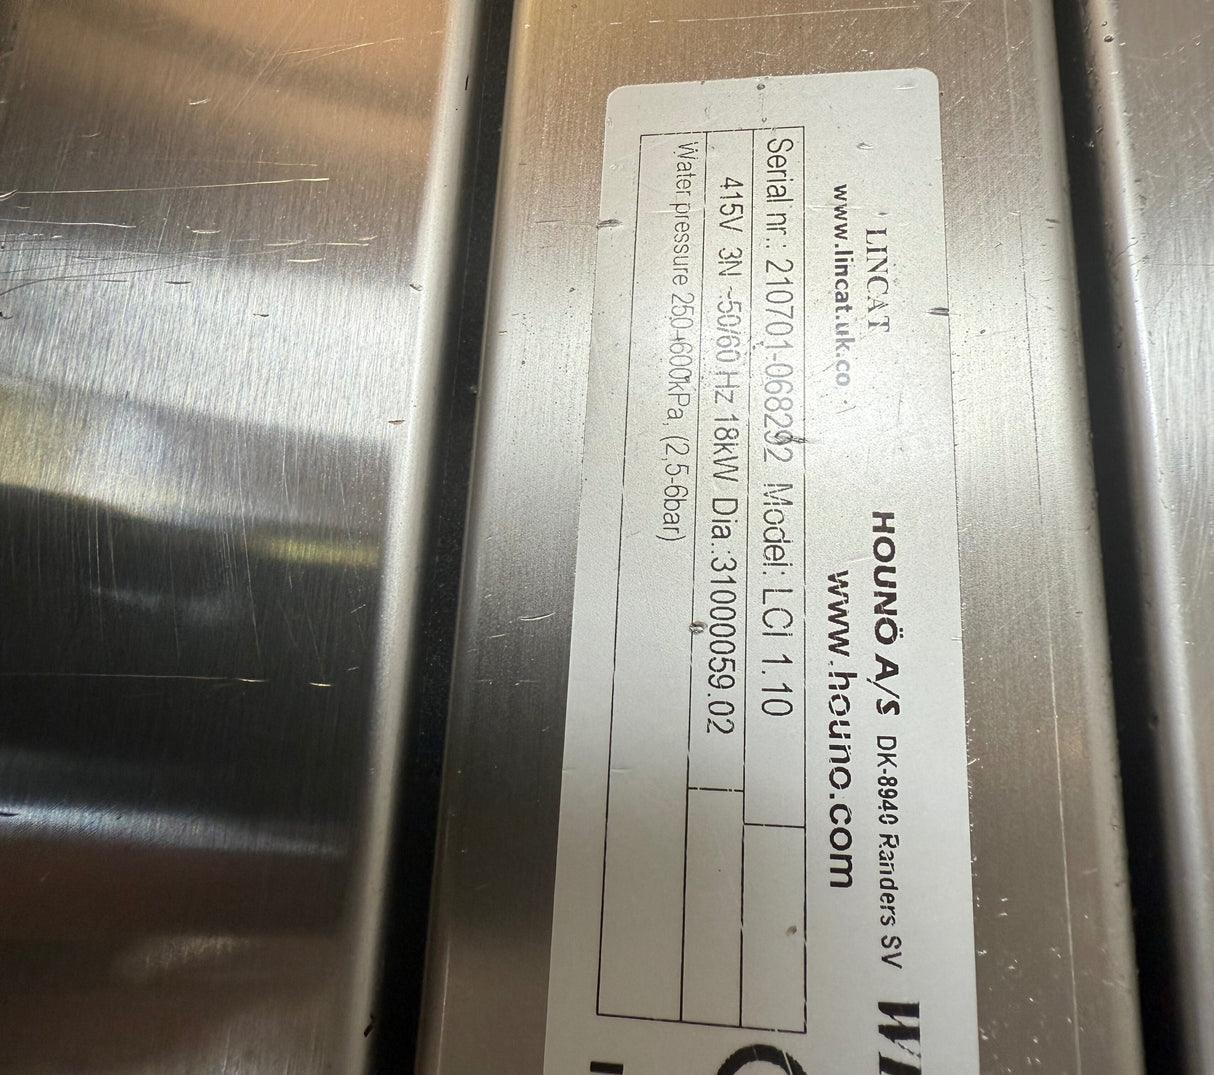 LINCAT
www.lincat.uk.co
HOUNÖ A/S DK-8940 Randers SV
www.houno.com
Serial nr.: 210701-068292 Model: LCI 1.10
415V 3N ~50/60 Hz 18kW Dia.:31000059.02
Water pressure 250-600kPa, (2,5-6bar)